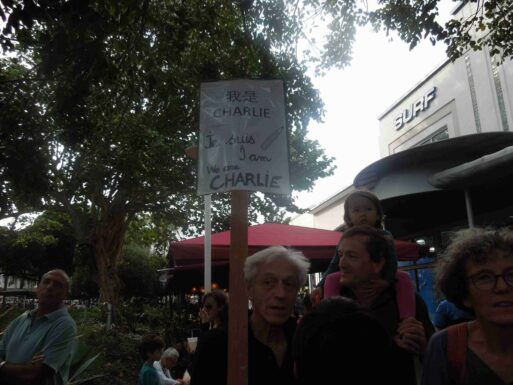 我是
CHARLIE
Je suis
I am
We are
CHARLIE
SURF